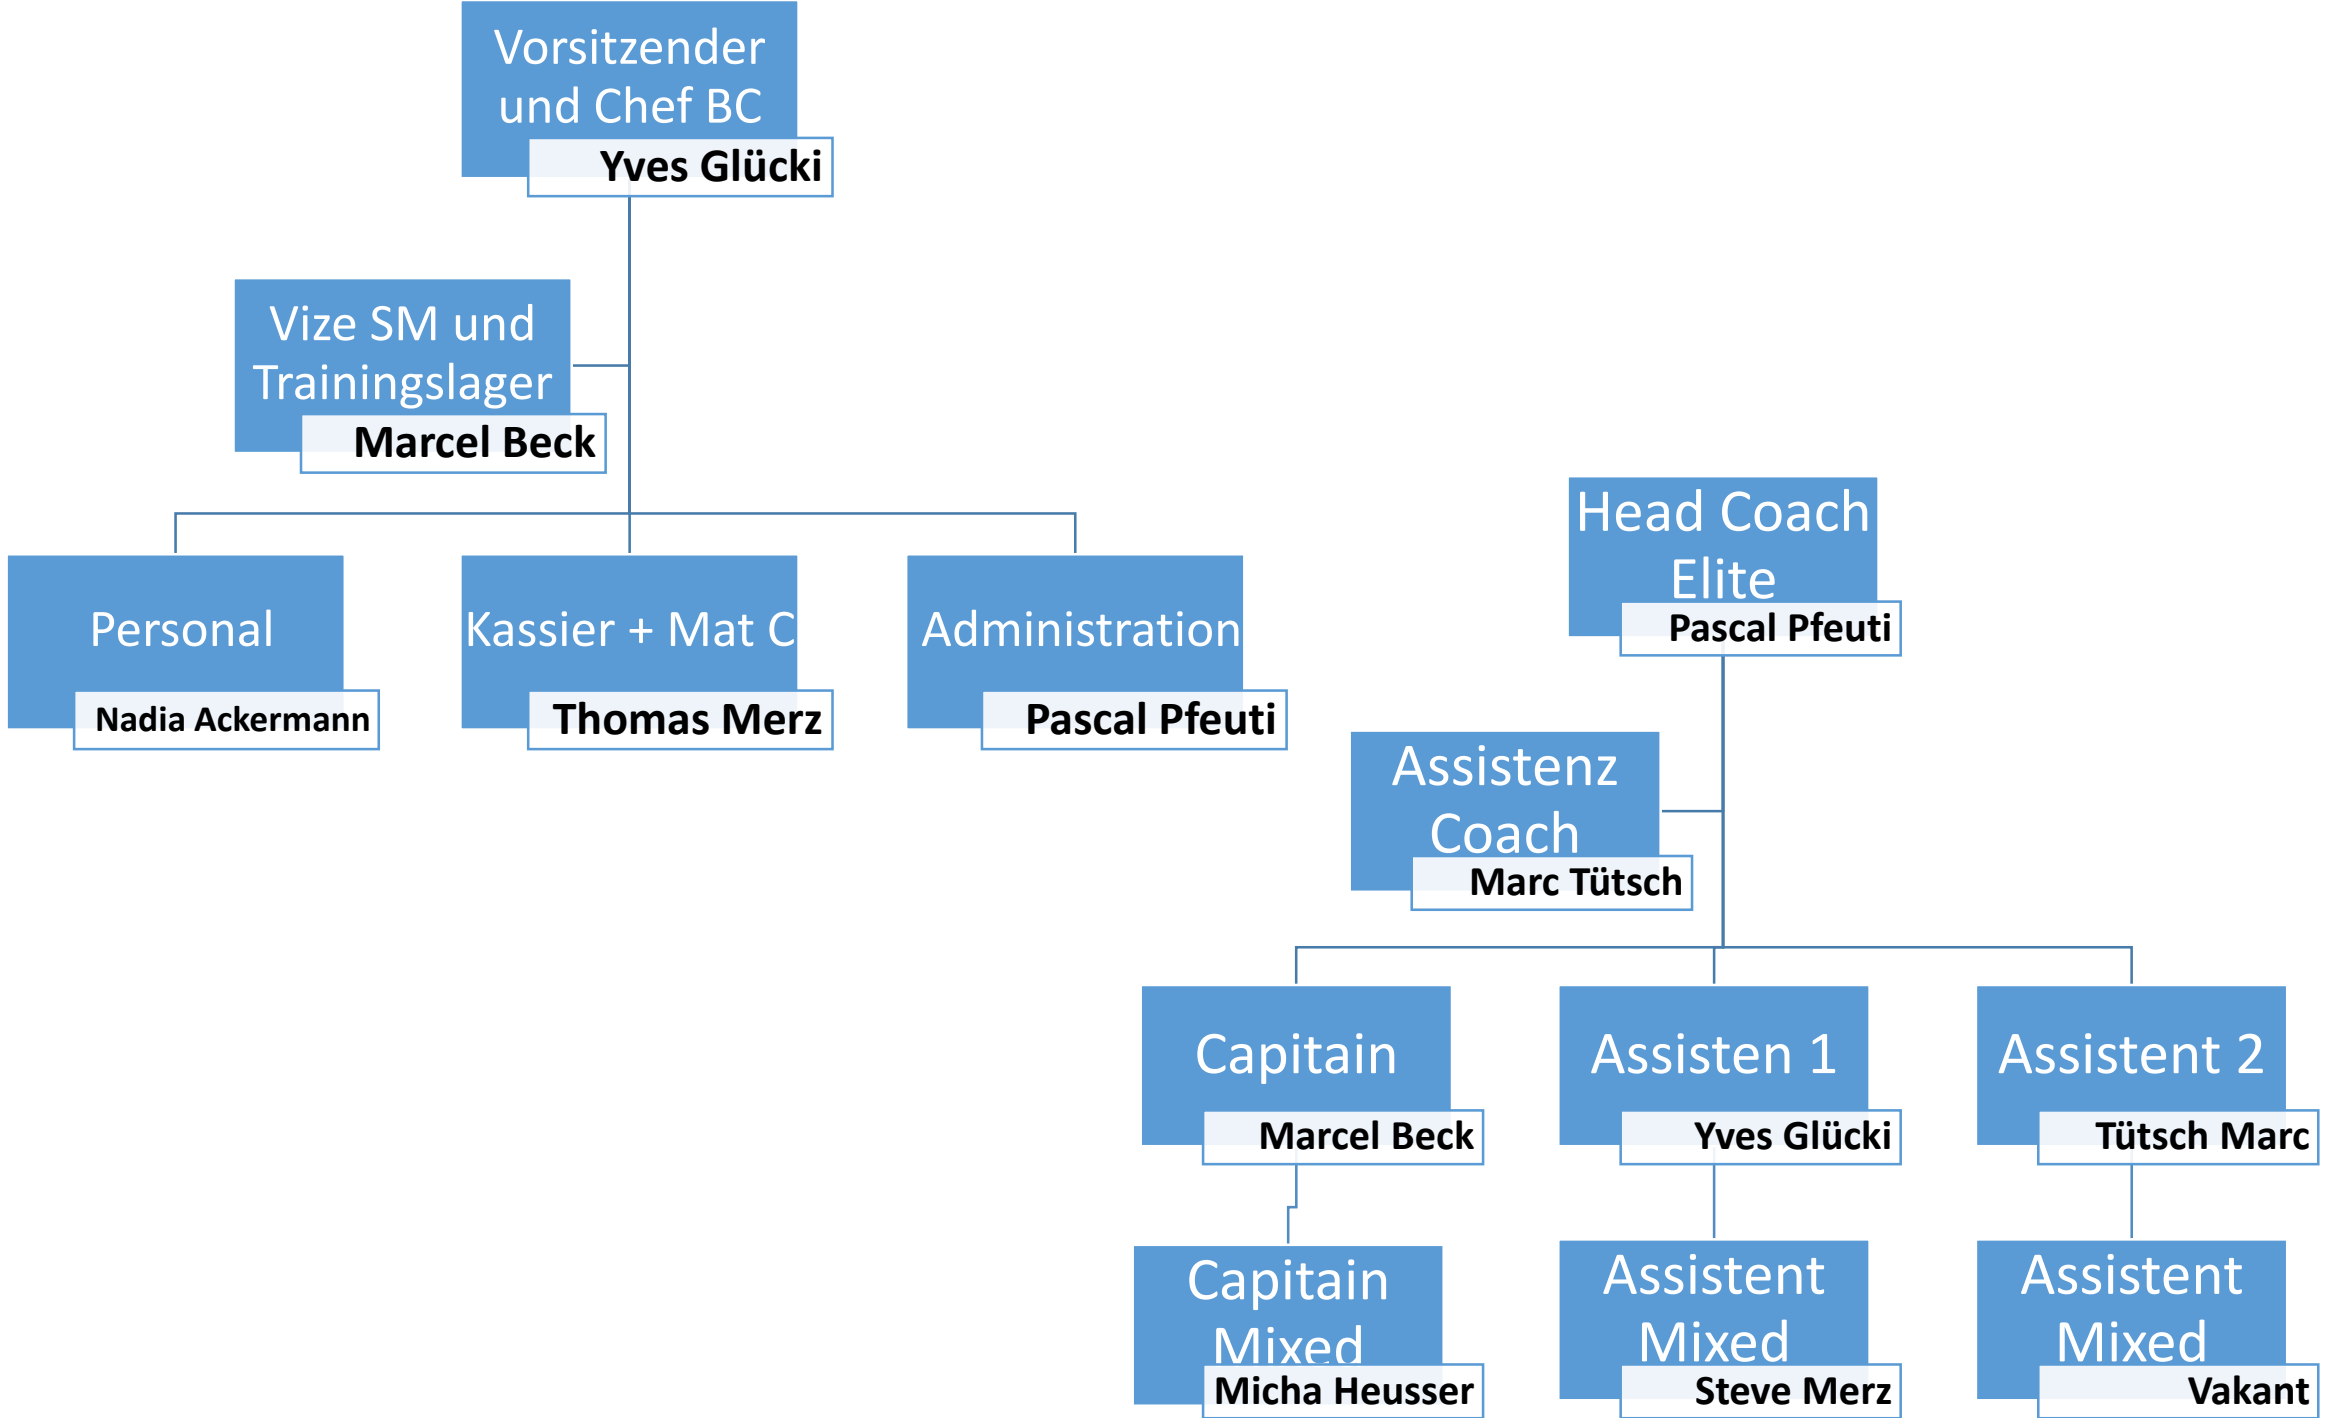 Vorsitzender
und Chef BC
Yves Glücki
Vize SM und
Trainingslager
Marcel Beck
Personal
Nadia Ackermann
Kassier + Mat C
Thomas Merz
Administration
Pascal Pfeuti
Head Coach
Elite
Pascal Pfeuti
Assistenz
Coach
Marc Tütsch
Capitain
Marcel Beck
Assisten 1
Yves Glücki
Assistent 2
Tütsch Marc
Capitain
Mixed
Micha Heusser
Assistent
Mixed
Steve Merz
Assistent
Mixed
Vakant